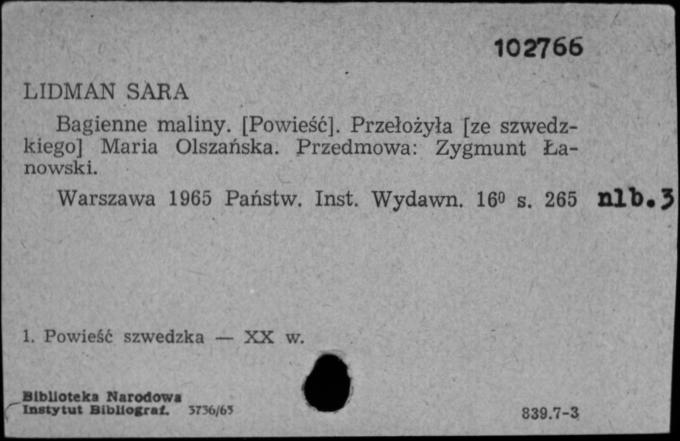 102766
LIDMAN SARA
Bagienne maliny. [Powieść]. Przełożyła [ze szwedz-
kiego] Maria Olszańska. Przedmowa: Zygmunt Ła-
nowski.
Warszawa 1965 Państw. Inst. Wydawn. 16⁰ s. 265 nlb.3
1. Powieść szwedzka — XX w.
Biblioteka Narodowa
Instytut Bibliograf. 3736/65
839.7-3